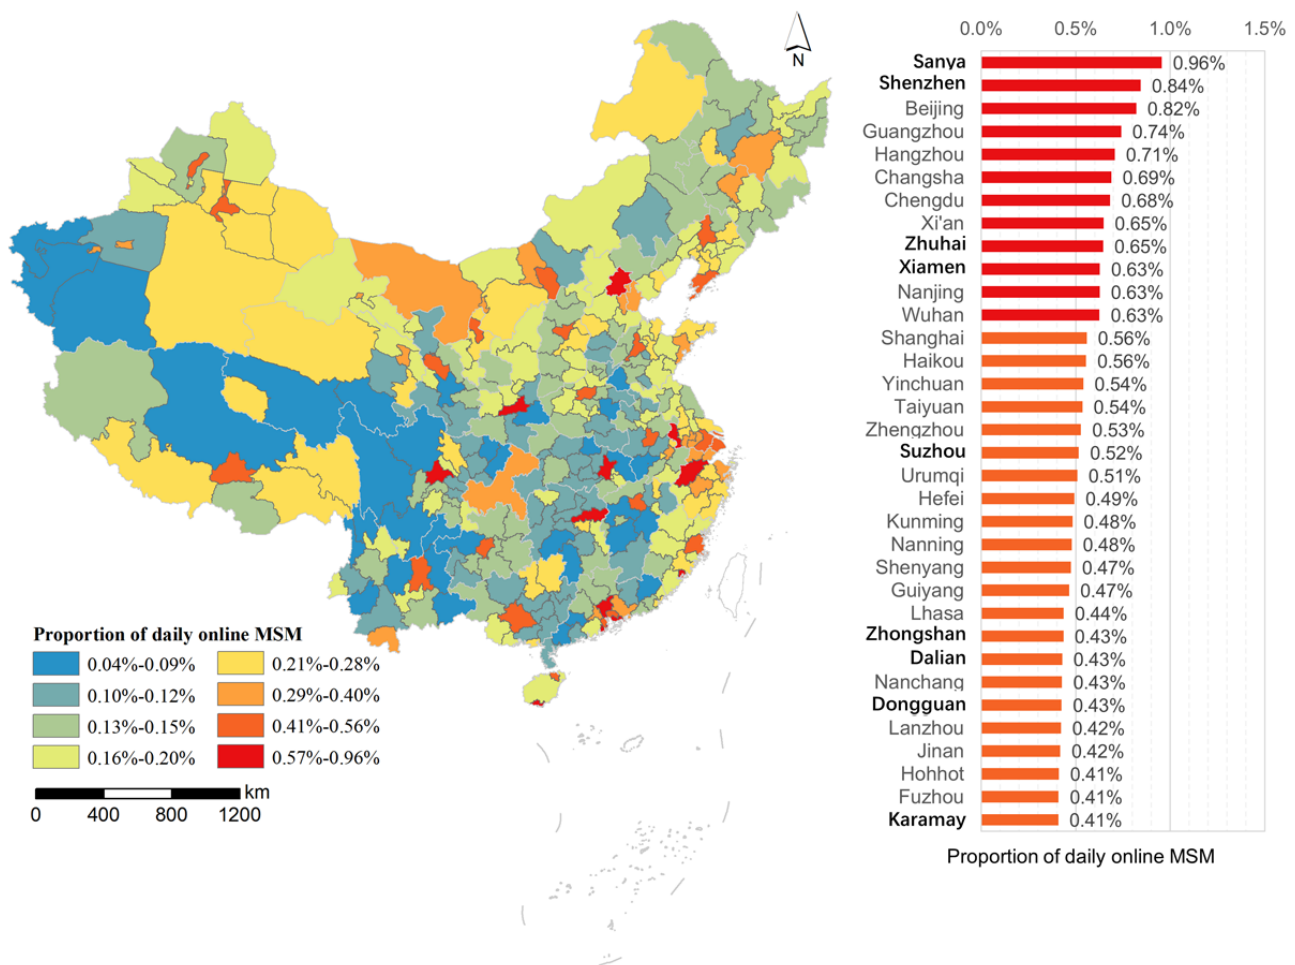 N
Proportion of daily online MSM
0.04%-0.09%
0.21%-0.28%
0.10%-0.12%
0.29%-0.40%
0.13%-0.15%
0.41%-0.56%
0.16%-0.20%
0.57%-0.96%
km
0 400 800 1200
0.0% 0.5% 1.0% 1.5%
Sanya 0.96%
Shenzhen 0.84%
Beijing 0.82%
Guangzhou 0.74%
Hangzhou 0.71%
Changsha 0.69%
Chengdu 0.68%
Xi'an 0.65%
Zhuhai 0.65%
Xiamen 0.63%
Nanjing 0.63%
Wuhan 0.63%
Shanghai 0.56%
Haikou 0.56%
Yinchuan 0.54%
Taiyuan 0.54%
Zhengzhou 0.53%
Suzhou 0.52%
Urumqi 0.51%
Hefei 0.49%
Kunming 0.48%
Nanning 0.48%
Shenyang 0.47%
Guiyang 0.47%
Lhasa 0.44%
Zhongshan 0.43%
Dalian 0.43%
Nanchang 0.43%
Dongguan 0.43%
Lanzhou 0.42%
Jinan 0.42%
Hohhot 0.41%
Fuzhou 0.41%
Karamay 0.41%
Proportion of daily online MSM